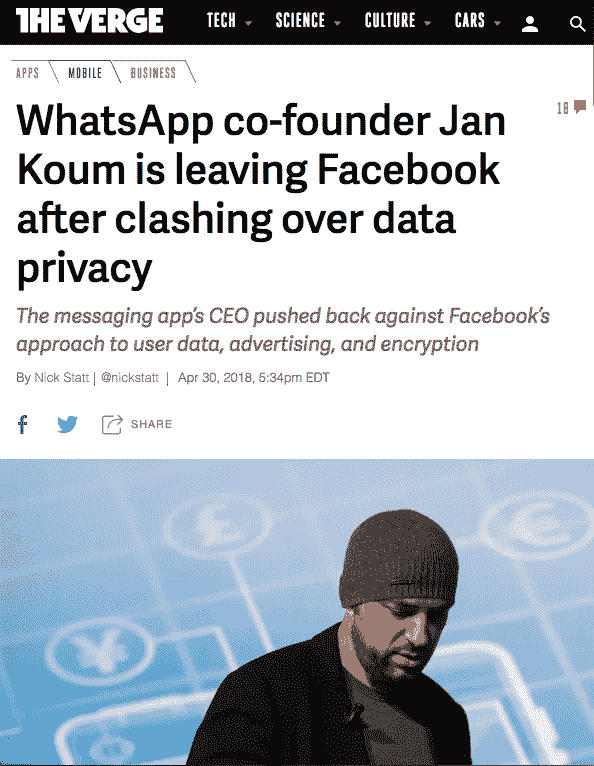 THE VERGE TECH SCIENCE CULTURE CARS
APPS MOBILE BUSINESS
18
WhatsApp co-founder Jan
Koum is leaving Facebook
after clashing over data
privacy
The messaging app's CEO pushed back against Facebook's
approach to user data, advertising, and encryption
By Nick Statt | @nickstatt | Apr 30, 2018, 5:34pm EDT
f SHARE
£ €
¥